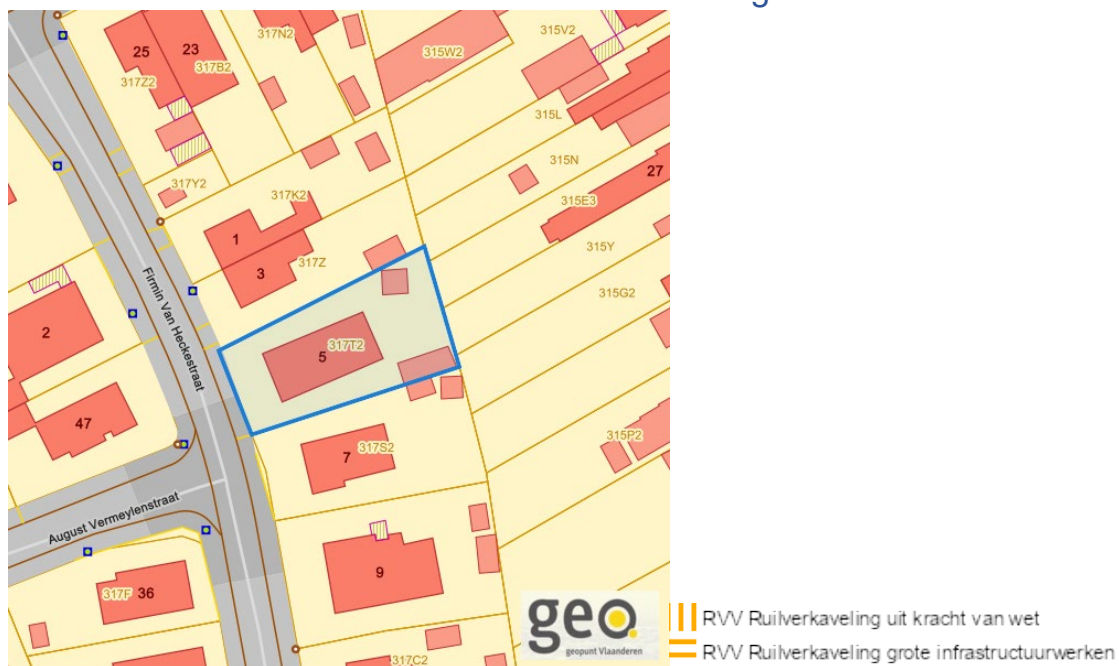 25
23
317N2
315W2
315V2
317Z2
317B2
315L
315N
27
317Y2
317K2
315E3
1
3
317Z
315Y
315G2
Firmin Van Heckestraat
2
5
317T2
47
7
317S2
315P2
August Vermeylenstraat
9
317F
36
317C2
geo
geopunt Vlaanderen
RVV Ruilverkaveling uit kracht van wet
RVV Ruilverkaveling grote infrastructuurwerken